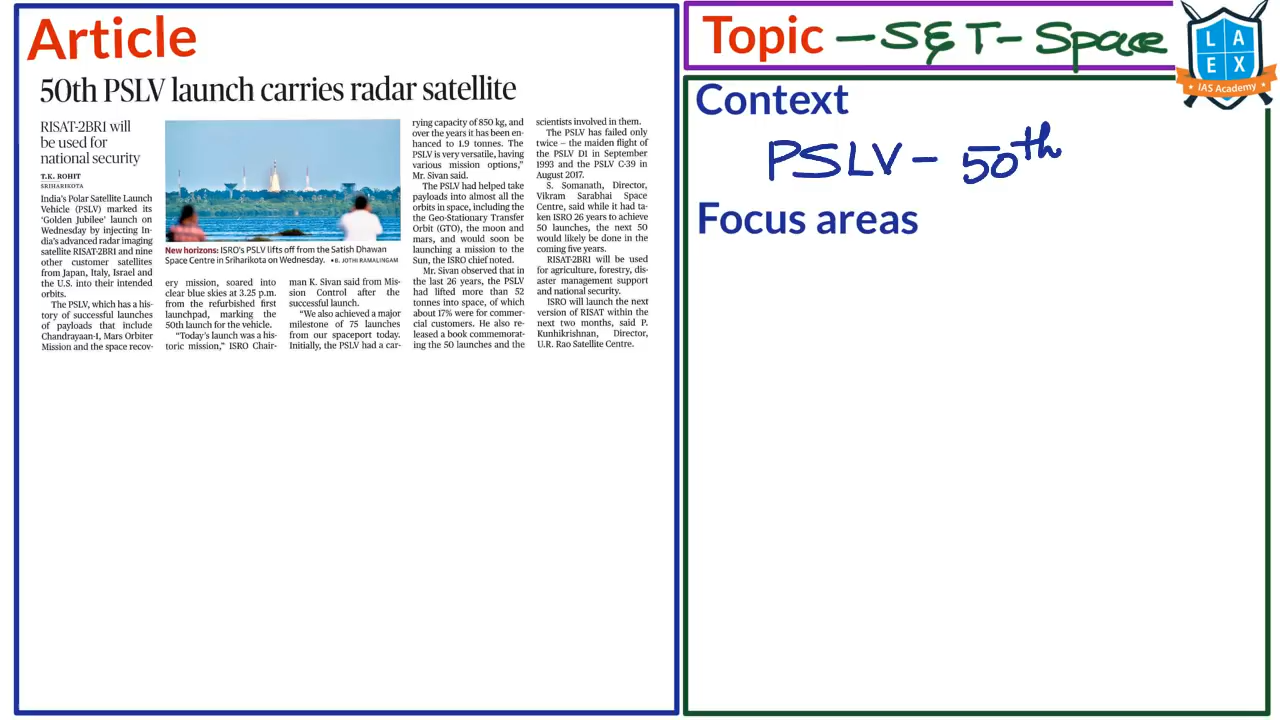 Article
50th PSLV launch carries radar satellite
RISAT-2BR1 will
be used for
national security
T.K. ROHIT
SRIHARIKOTA
India's Polar Satellite Launch
Vehicle (PSLV) marked its
'Golden Jubilee' launch on
Wednesday by injecting In-
dia's advanced radar imaging
satellite RISAT-2BR1 and nine
other customer satellites
from Japan, Italy, Israel and
the U.S. into their intended
orbits.
The PSLV, which has a his-
tory of successful launches
of payloads that include
Chandrayaan-I, Mars Orbiter
Mission and the space recov-
New horizons: ISRO's PSLV lifts off from the Satish Dhawan
Space Centre in Sriharikota on Wednesday. •B. JOTHI RAMALINGAM
ery mission, soared into
clear blue skies at 3.25 p.m.
from the refurbished first
launchpad, marking the
50th launch for the vehicle.
"Today's launch was a his-
toric mission," ISRO Chair-
man K. Sivan said from Mis-
sion Control after the
successful launch.
"We also achieved a major
milestone of 75 launches
from our spaceport today.
Initially, the PSLV had a car-
rying capacity of 850 kg, and
over the years it has been en-
hanced to 1.9 tonnes. The
PSLV is very versatile, having
various mission options,"
Mr. Sivan said.
The PSLV had helped take
payloads into almost all the
orbits in space, including the
the Geo-Stationary Transfer
Orbit (GTO), the moon and
mars, and would soon be
launching a mission to the
Sun, the ISRO chief noted.
Mr. Sivan observed that in
the last 26 years, the PSLV
had lifted more than 52
tonnes into space, of which
about 17% were for commer-
cial customers. He also re-
leased a book commemorat-
ing the 50 launches and the
scientists involved in them.
The PSLV has failed only
twice – the maiden flight of
the PSLV D1 in September
1993 and the PSLV C-39 in
August 2017.
S. Somanath, Director,
Vikram Sarabhai Space
Centre, said while it had ta-
ken ISRO 26 years to achieve
50 launches, the next 50
would likely be done in the
coming five years.
RISAT-2BR1 will be used
for agriculture, forestry, dis-
aster management support
and national security.
ISRO will launch the next
version of RISAT within the
next two months, said P.
Kunhikrishnan, Director,
U.R. Rao Satellite Centre.
Topic – S&T – Space
LA
EX
IAS Academy
Context
PSLV – 50th
Focus areas